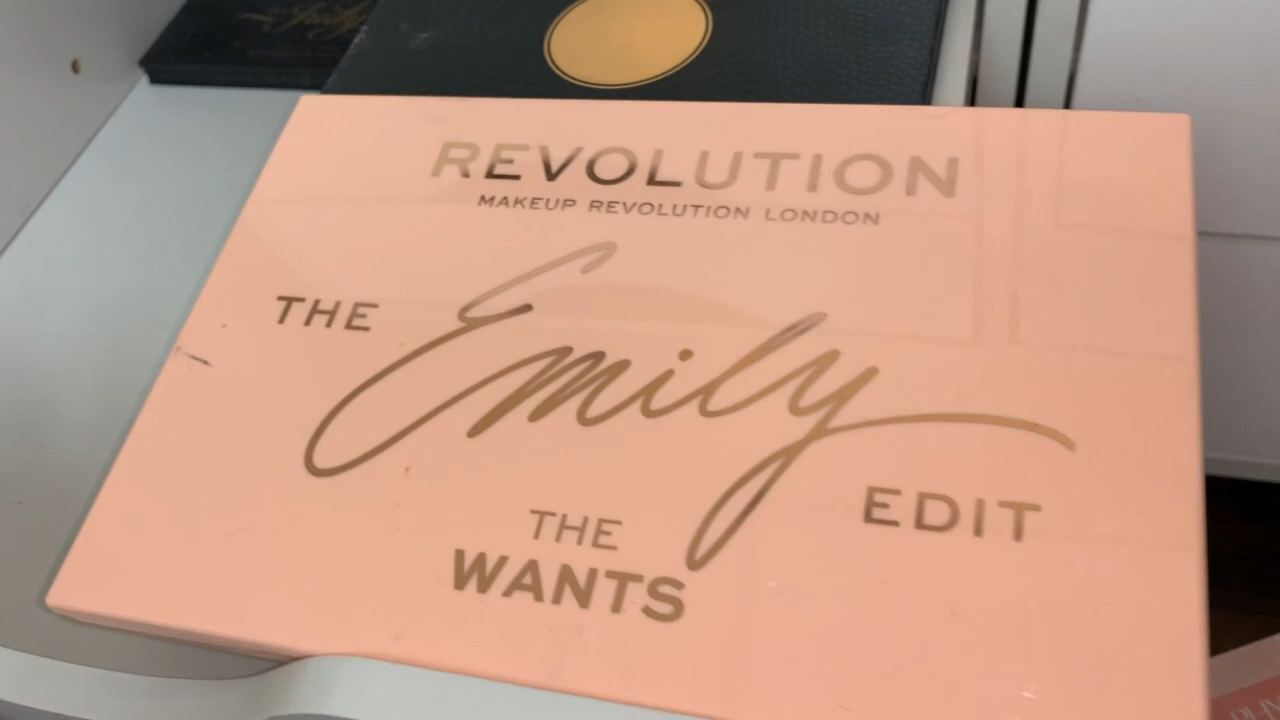 REVOLUTION
MAKEUP REVOLUTION LONDON
THE Emily EDIT
THE
WANTS